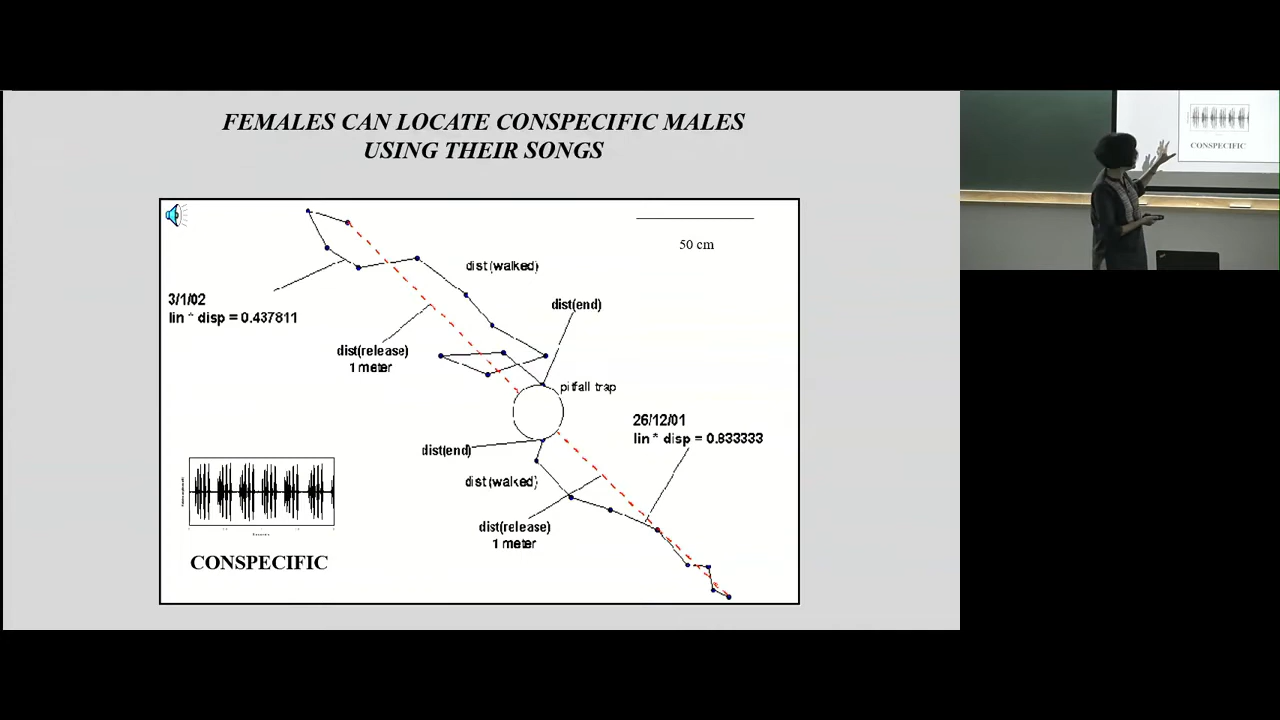 FEMALES CAN LOCATE CONSPECIFIC MALES
USING THEIR SONGS
50 cm
dist(walked)
3/1/02
lin * disp = 0.437811
dist(end)
dist(release)
1 meter
pitfall trap
26/12/01
lin * disp = 0.833333
dist(end)
dist(walked)
dist(release)
1 meter
CONSPECIFIC
CONSPECIFIC